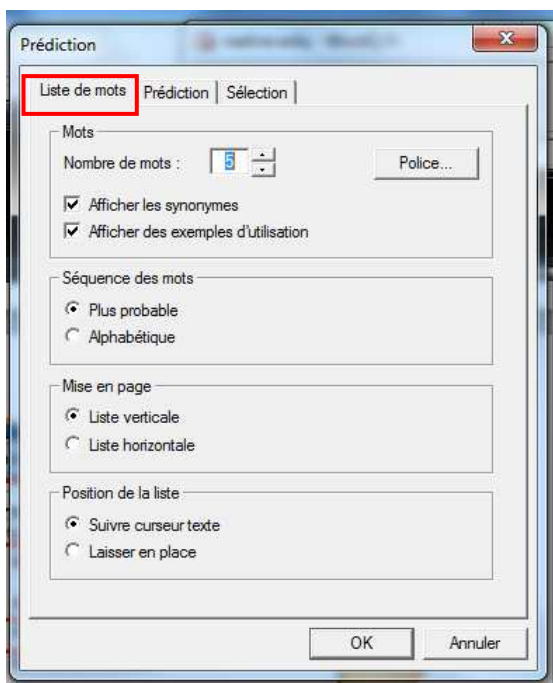 Prédiction
Liste de mots Prédiction Sélection
Mots
Nombre de mots : 5 Police...
Afficher les synonymes
Afficher des exemples d'utilisation
Séquence des mots
Plus probable
Alphabétique
Mise en page
Liste verticale
Liste horizontale
Position de la liste
Suivre curseur texte
Laisser en place
OK Annuler